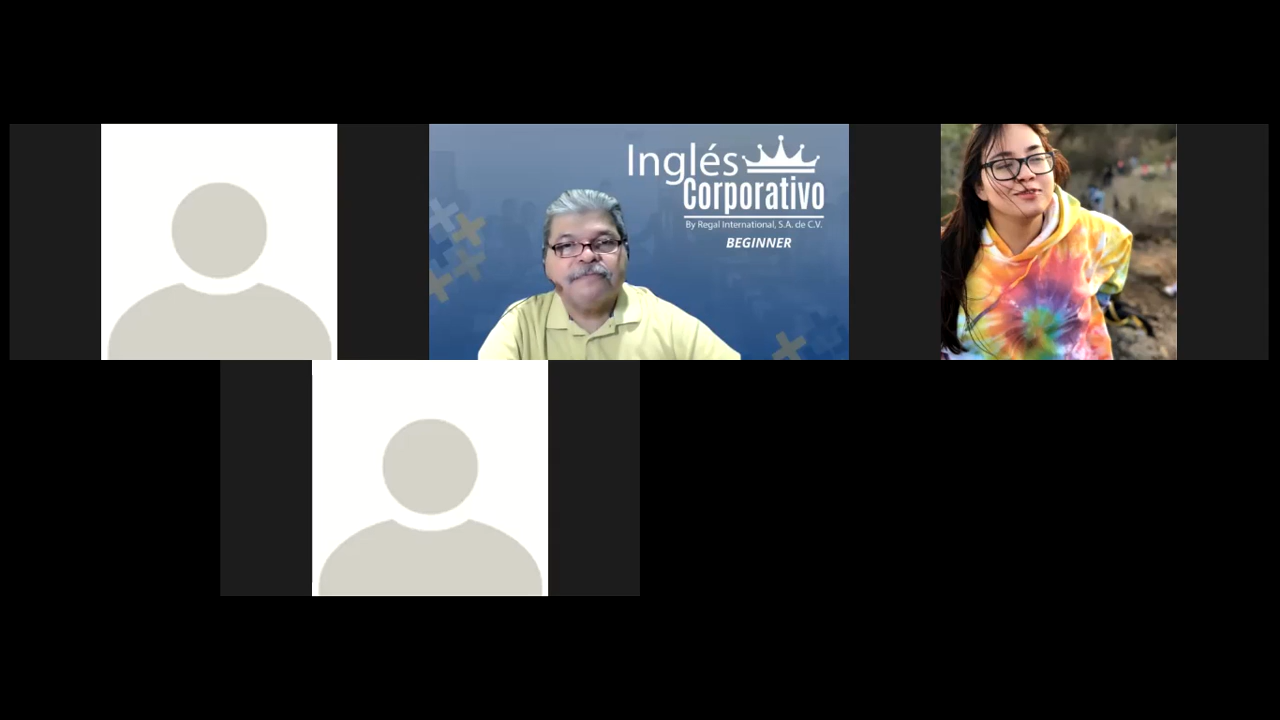 Inglés
Corporativo
By Regal International, S.A. de C.V.
BEGINNER